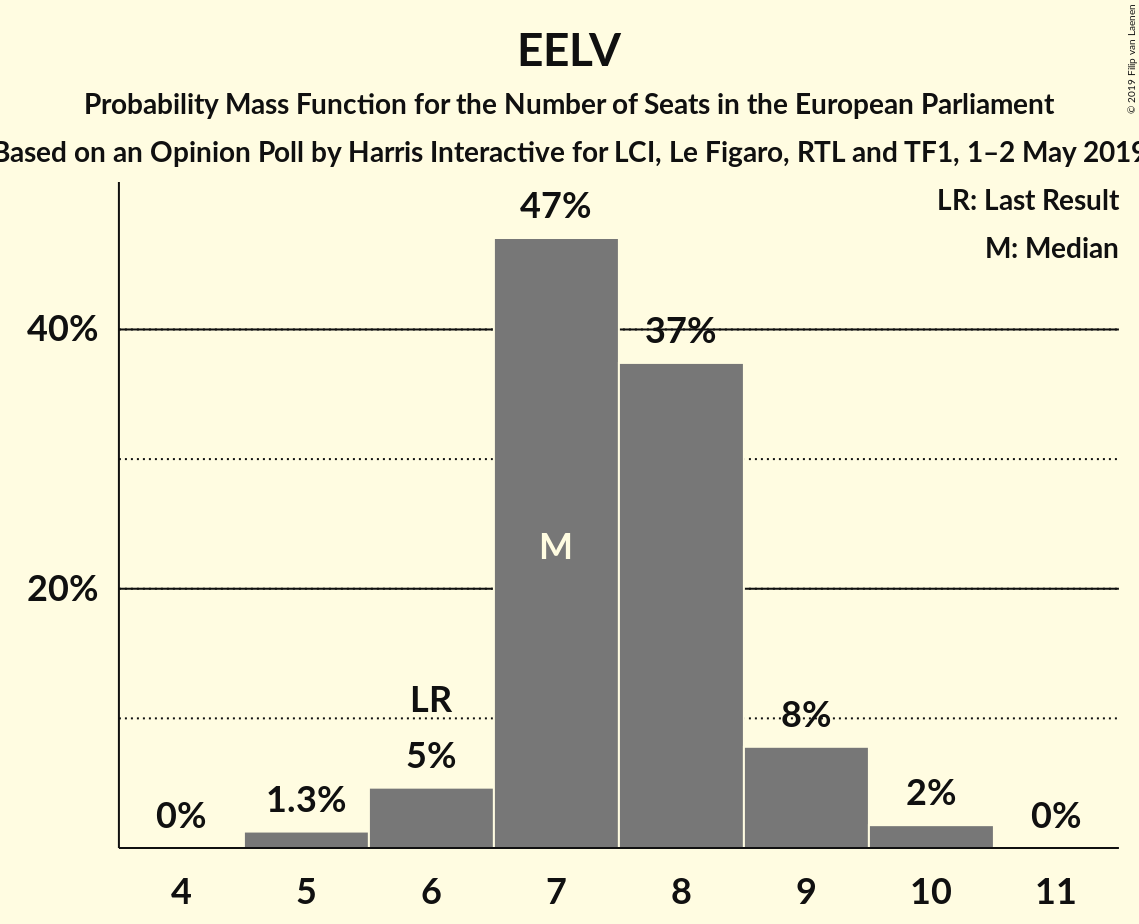 EELV
Probability Mass Function for the Number of Seats in the European Parliament
Based on an Opinion Poll by Harris Interactive for LCI, Le Figaro, RTL and TF1, 1–2 May 2019
© 2019 Filip van Laenen
LR: Last Result
M: Median
47%
40%
37%
M
20%
LR
8%
5%
1.3%
2%
0%
0%
4 5 6 7 8 9 10 11